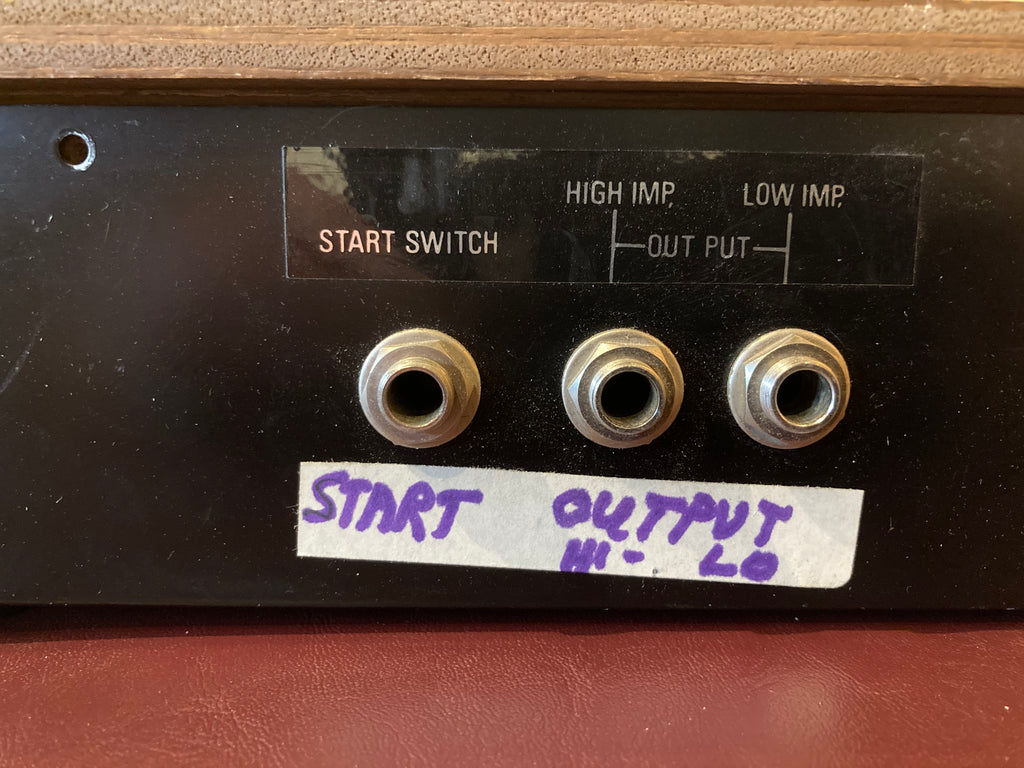 HIGH IMP. LOW IMP.
START SWITCH OUT PUT
START OUTPUT
HI- LO